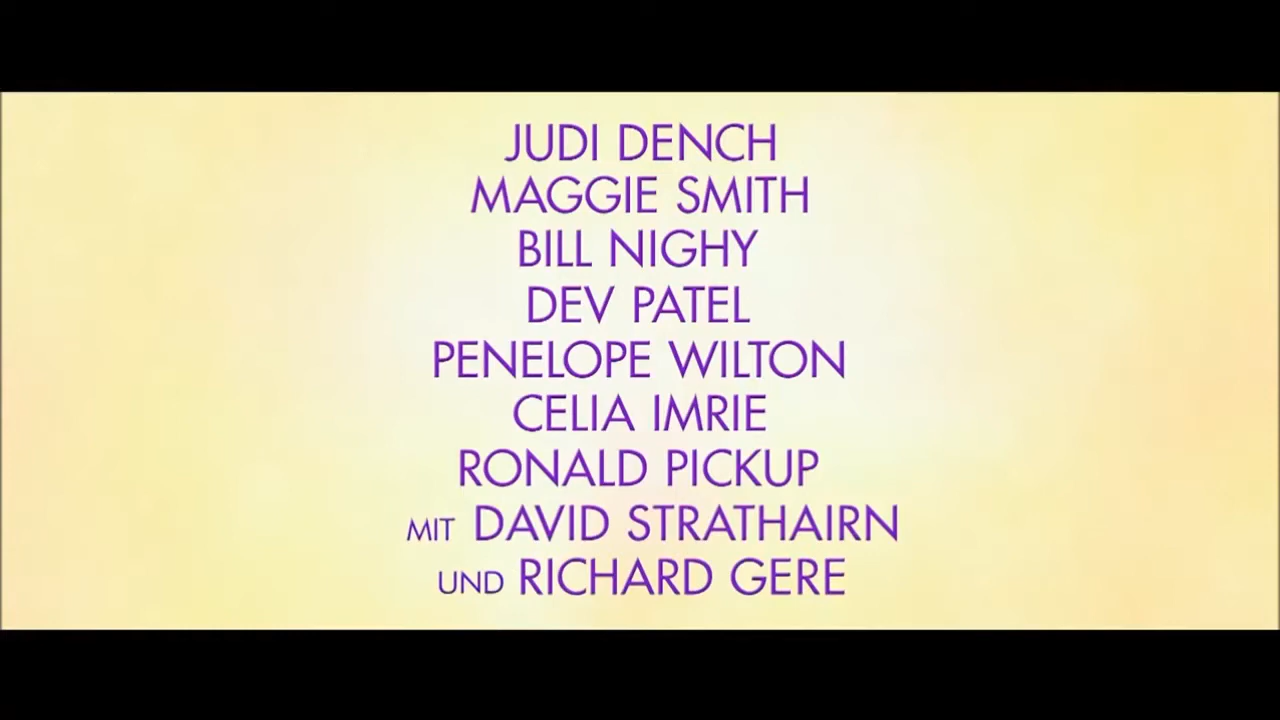 JUDI DENCH
MAGGIE SMITH
BILL NIGHY
DEV PATEL
PENELOPE WILTON
CELIA IMRIE
RONALD PICKUP
MIT DAVID STRATHAIRN
UND RICHARD GERE